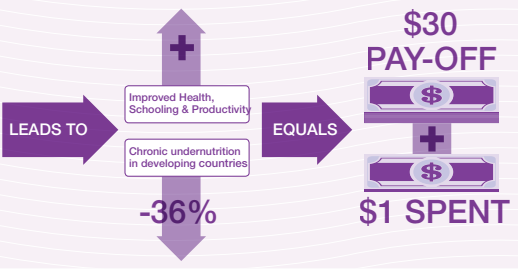 LEADS TO
+
Improved Health,
Schooling & Productivity
Chronic undernutrition
in developing countries
-36%
EQUALS
$30
PAY-OFF
$
+
$
$1 SPENT